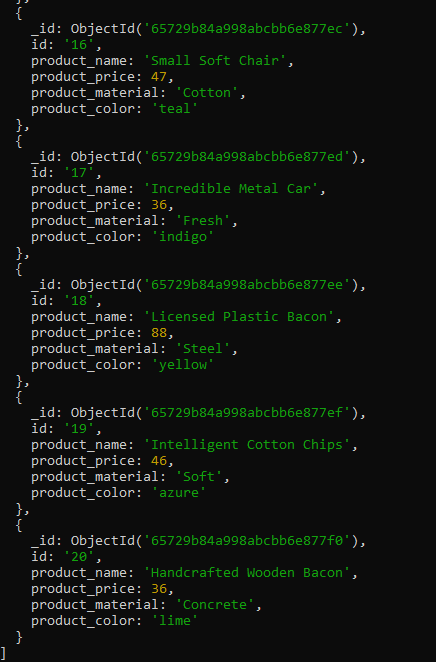 },
{
_id: ObjectId('65729b84a998abcbb6e877ec'),
id: '16',
product_name: 'Small Soft Chair',
product_price: 47,
product_material: 'Cotton',
product_color: 'teal'
},
{
_id: ObjectId('65729b84a998abcbb6e877ed'),
id: '17',
product_name: 'Incredible Metal Car',
product_price: 36,
product_material: 'Fresh',
product_color: 'indigo'
},
{
_id: ObjectId('65729b84a998abcbb6e877ee'),
id: '18',
product_name: 'Licensed Plastic Bacon',
product_price: 88,
product_material: 'Steel',
product_color: 'yellow'
},
{
_id: ObjectId('65729b84a998abcbb6e877ef'),
id: '19',
product_name: 'Intelligent Cotton Chips',
product_price: 46,
product_material: 'Soft',
product_color: 'azure'
},
{
_id: ObjectId('65729b84a998abcbb6e877f0'),
id: '20',
product_name: 'Handcrafted Wooden Bacon',
product_price: 36,
product_material: 'Concrete',
product_color: 'lime'
}
]